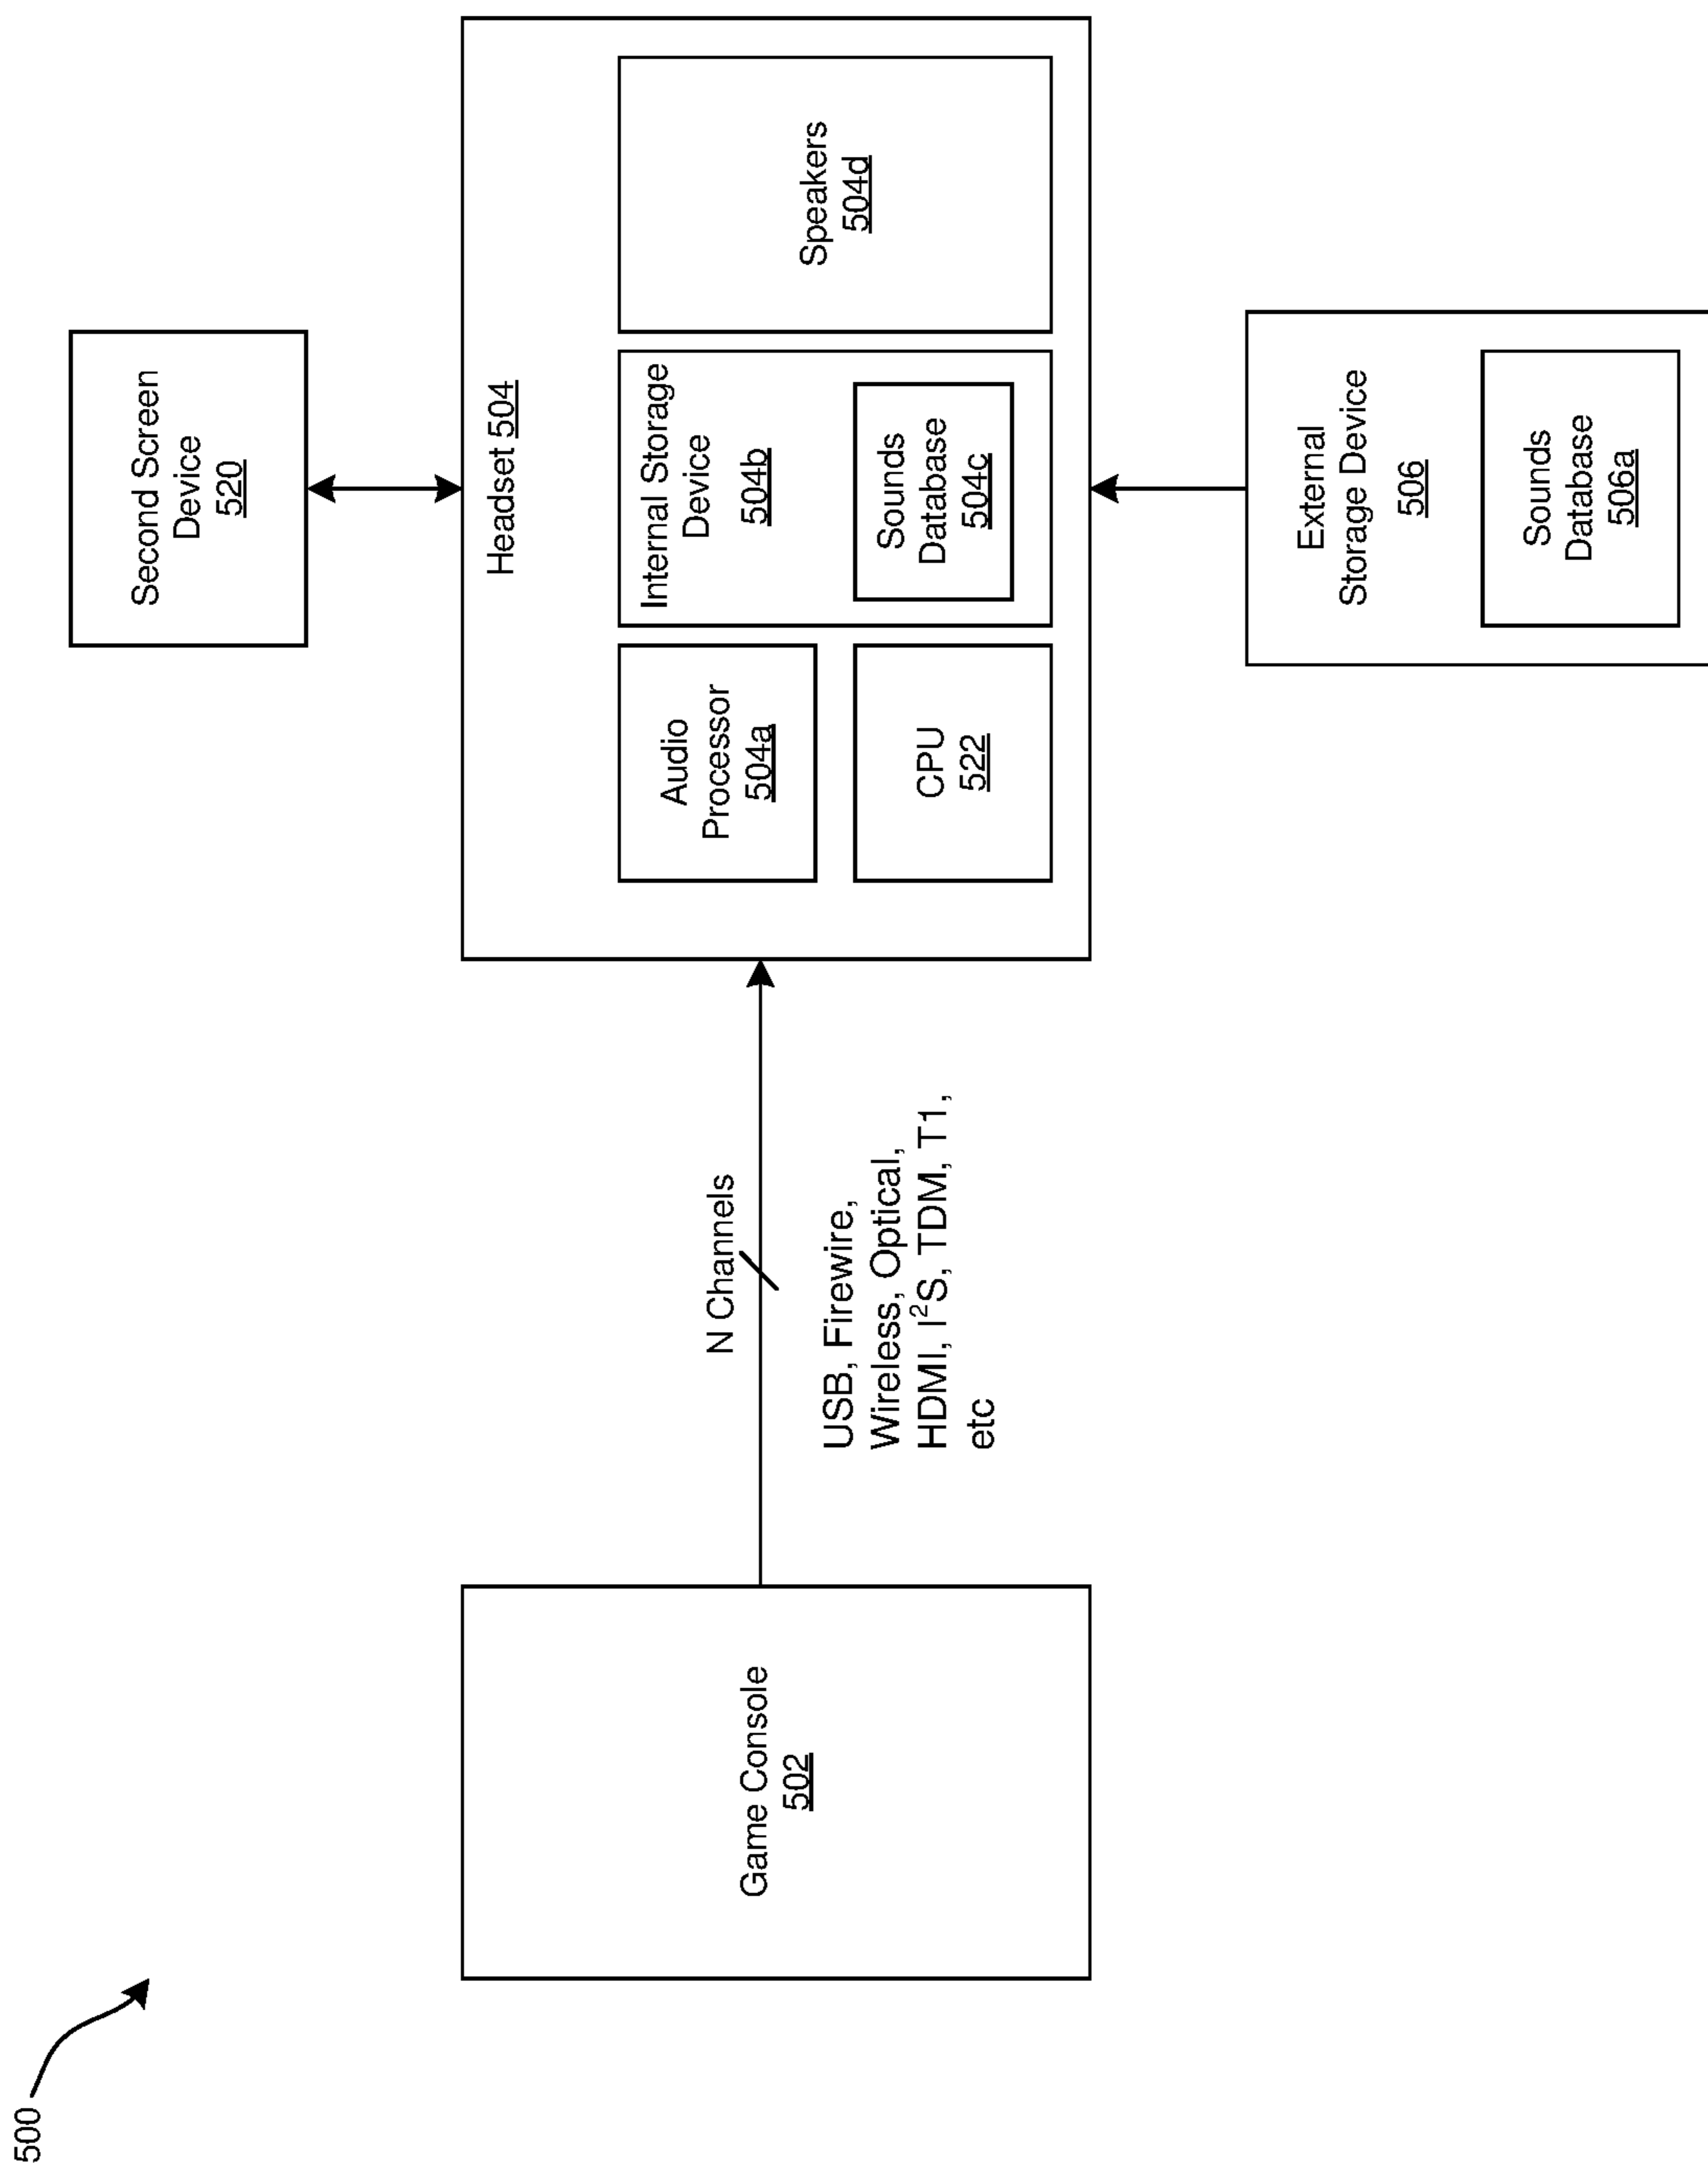 500
Second Screen
Device
520
Game Console
502
N Channels
USB, Firewire,
Wireless, Optical,
HDMI, I²S, TDM, T1,
etc
Headset 504
Audio
Processor
504a
CPU
522
Internal Storage
Device
504b
Sounds
Database
504c
Speakers
504d
External
Storage Device
506
Sounds
Database
506a